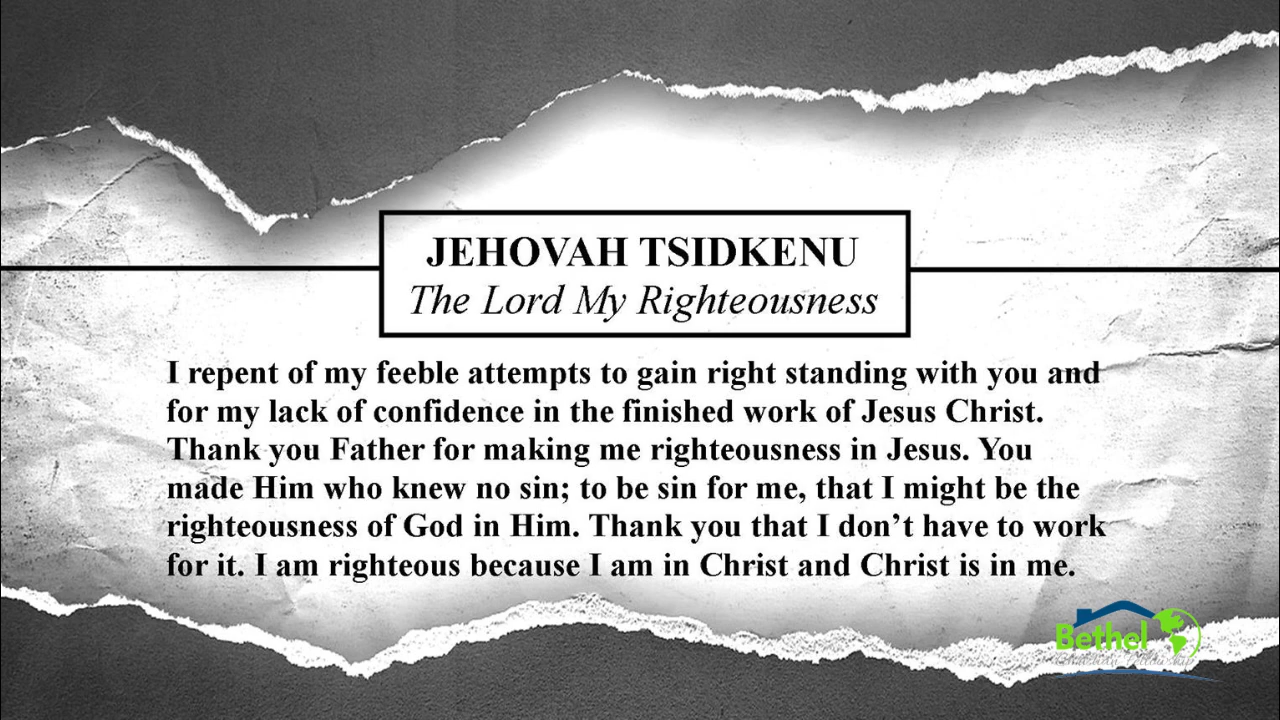 JEHOVAH TSIDKENU
The Lord My Righteousness
I repent of my feeble attempts to gain right standing with you and
for my lack of confidence in the finished work of Jesus Christ.
Thank you Father for making me righteousness in Jesus. You
made Him who knew no sin; to be sin for me, that I might be the
righteousness of God in Him. Thank you that I don’t have to work
for it. I am righteous because I am in Christ and Christ is in me.
Bethel
Christian Fellowship